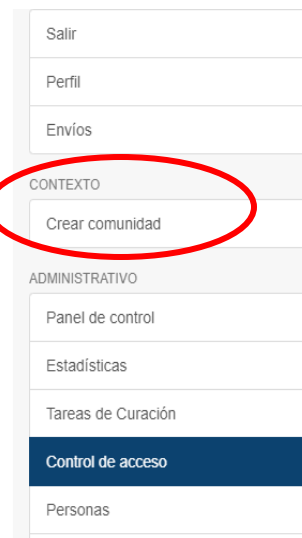 Salir
Perfil
Envíos
CONTEXTO
Crear comunidad
ADMINISTRATIVO
Panel de control
Estadísticas
Tareas de Curación
Control de acceso
Personas